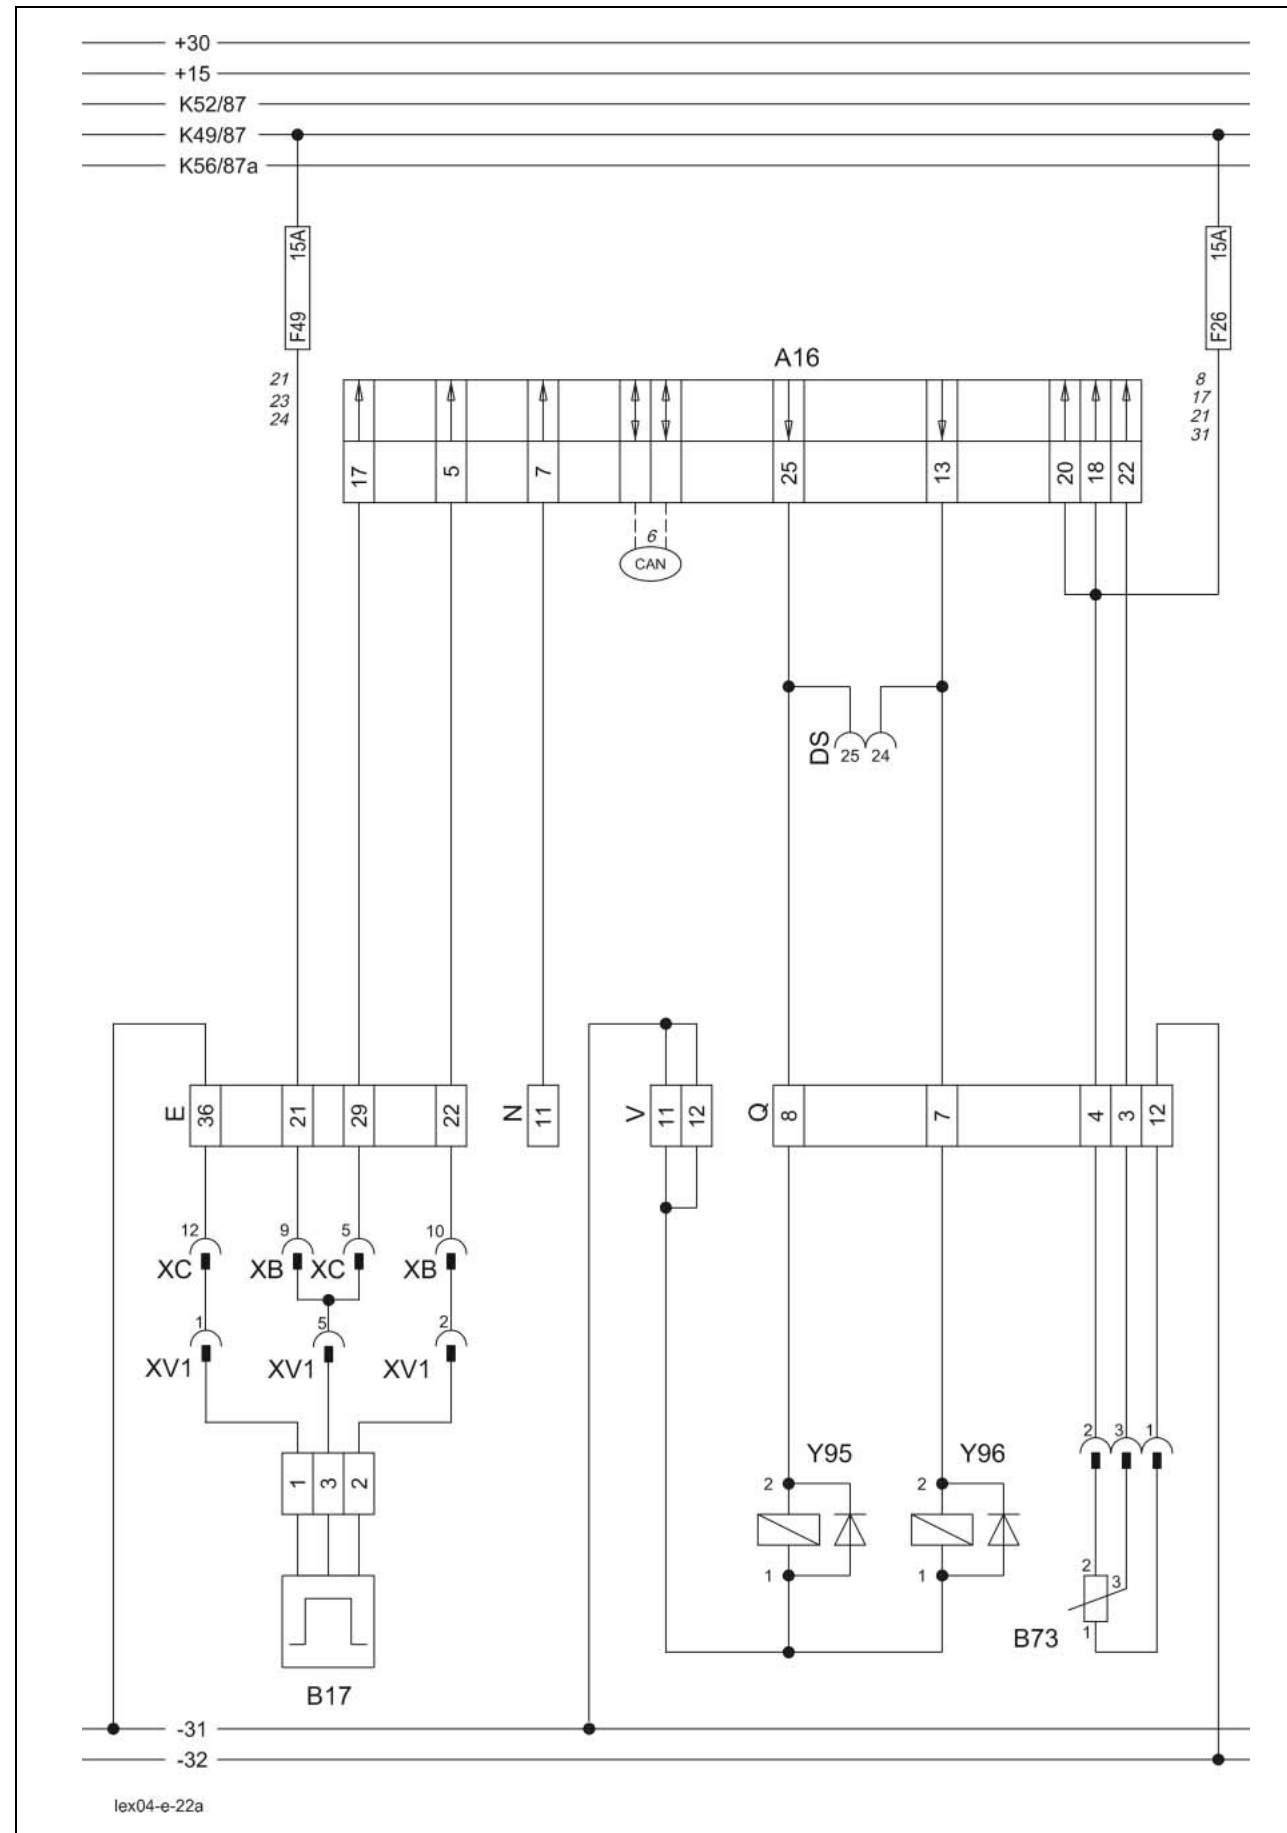 +30
+15
K52/87
K49/87
K56/87a
15A
F49
15A
F26
A16
21
23
24
8
17
21
31
17 5 7 25 13 20 18 22
6
CAN
DS
25 24
E 36 21 29 22
N 11
V 11 12
Q 8 7 4 3 12
12 9 5 10
XC XB XC XB
1 5 2
XV1 XV1 XV1
2 3 1
Y95 Y96
1 3 2
2 2
1 1
2
3
1
B73
B17
-31
-32
lex04-e-22a